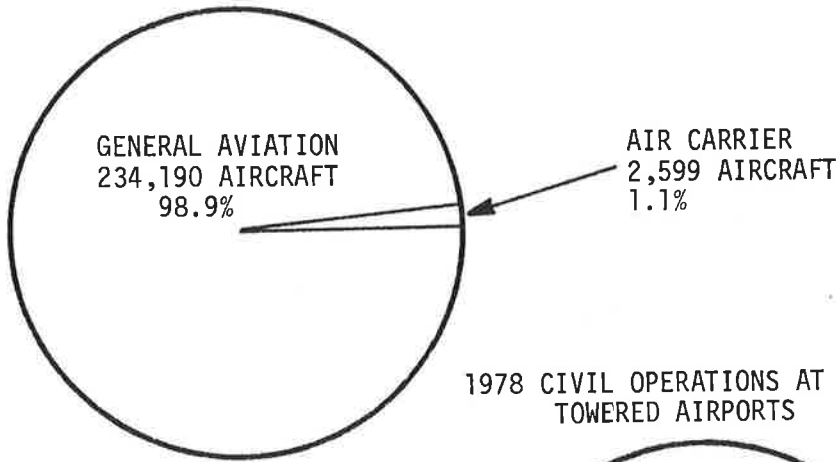 GENERAL AVIATION
234,190 AIRCRAFT
98.9%
AIR CARRIER
2,599 AIRCRAFT
1.1%
1978 CIVIL OPERATIONS AT
TOWERED AIRPORTS